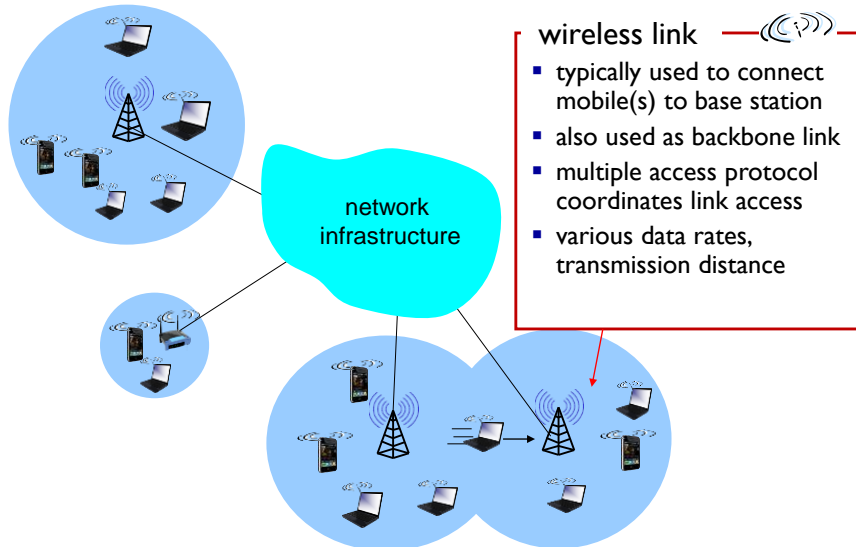 wireless link
▪ typically used to connect
mobile(s) to base station
▪ also used as backbone link
▪ multiple access protocol
coordinates link access
▪ various data rates,
transmission distance
network
infrastructure